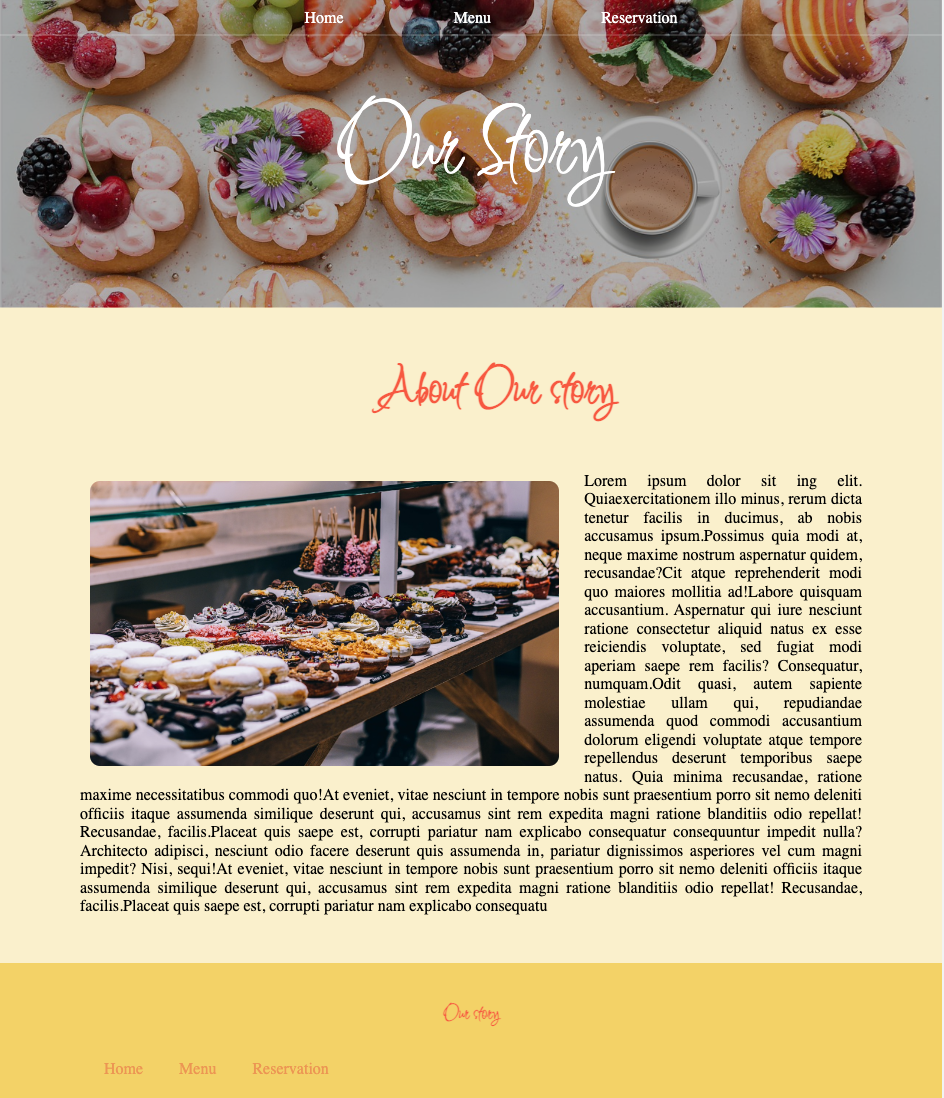 Home Menu Reservation
Our Story
About Our story
Lorem ipsum dolor sit ing elit.
Quiaexercitationem illo minus, rerum dicta
tenetur facilis in ducimus, ab nobis
accusamus ipsum.Possimus quia modi at,
neque maxime nostrum aspernatur quidem,
recusandae?Cit atque reprehenderit modi
quo maiores mollitia ad!Labore quisquam
accusantium. Aspernatur qui iure nesciunt
ratione consectetur aliquid natus ex esse
reiciendis voluptate, sed fugiat modi
aperiam saepe rem facilis? Consequatur,
numquam.Odit quasi, autem sapiente
molestiae ullam qui, repudiandae
assumenda quod commodi accusantium
dolorum eligendi voluptate atque tempore
repellendus deserunt temporibus saepe
natus. Quia minima recusandae, ratione
maxime necessitatibus commodi quo!At eveniet, vitae nesciunt in tempore nobis sunt praesentium porro sit nemo deleniti
officiis itaque assumenda similique deserunt qui, accusamus sint rem expedita magni ratione blanditiis odio repellat!
Recusandae, facilis.Placeat quis saepe est, corrupti pariatur nam explicabo consequatur consequuntur impedit nulla?
Architecto adipisci, nesciunt odio facere deserunt quis assumenda in, pariatur dignissimos asperiores vel cum magni
impedit? Nisi, sequi!At eveniet, vitae nesciunt in tempore nobis sunt praesentium porro sit nemo deleniti officiis itaque
assumenda similique deserunt qui, accusamus sint rem expedita magni ratione blanditiis odio repellat! Recusandae,
facilis.Placeat quis saepe est, corrupti pariatur nam explicabo consequatu
Our story
Home Menu Reservation